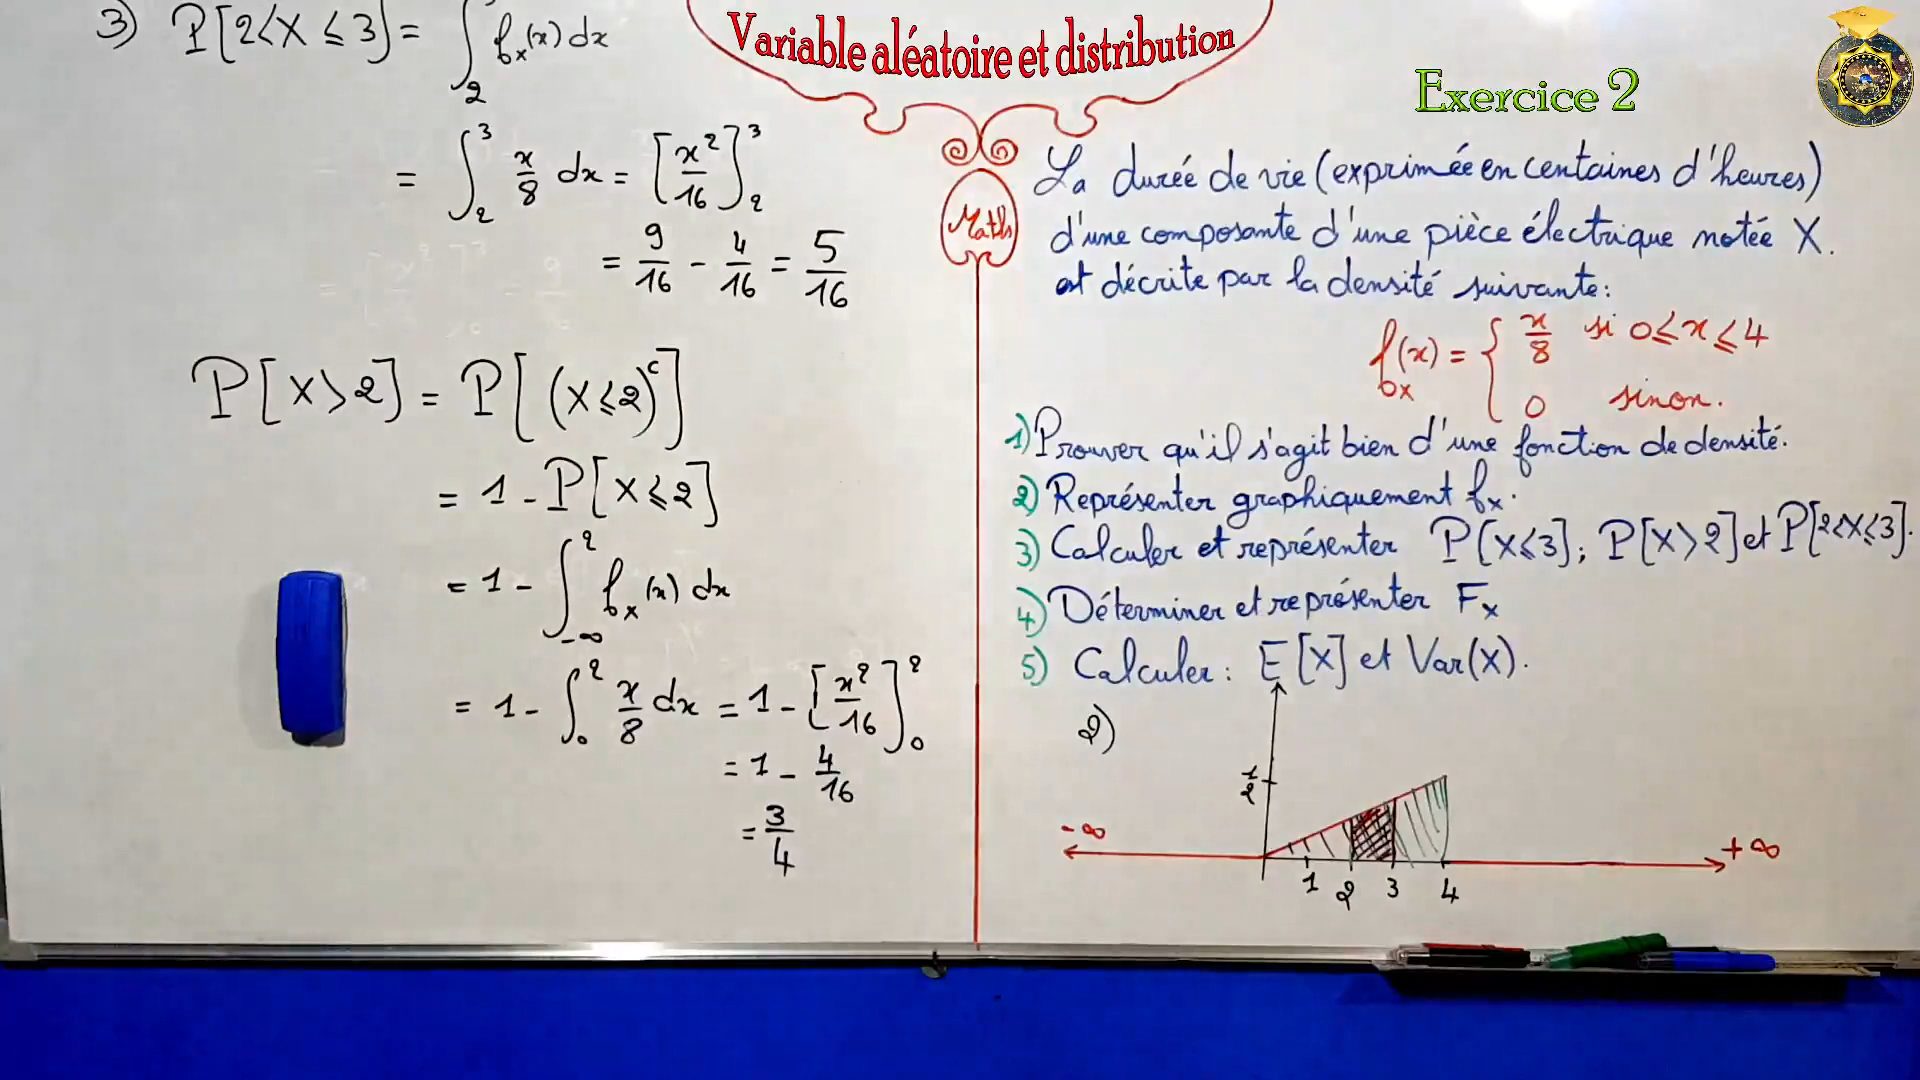 Variable aléatoire et distribution
Exercice 2
Maths
3) P[2<X≤3] = ∫₂³ fx(x) dx
= ∫₂³ x/8 dx = [x²/16]₂³
= 9/16 - 4/16 = 5/16
P[X>2] = P[(X≤2)ᶜ]
= 1 - P[X≤2]
= 1 - ∫₋∞² fx(x) dx
= 1 - ∫₀² x/8 dx = 1 - [x²/16]₀²
= 1 - 4/16
= 3/4
La durée de vie (exprimée en centaines d'heures)
d'une composante d'une pièce électrique notée X.
est décrite par la densité suivante:
fx(x) = { x/8 si 0≤x≤4
0 sinon.
1) Prouver qu'il s'agit bien d'une fonction de densité.
2) Représenter graphiquement fx.
3) Calculer et représenter P[X≤3]; P[X>2] et P[2<X≤3].
4) Déterminer et représenter Fx
5) Calculer: E[X] et Var(X).
2)
1/2
-∞ +∞
1 2 3 4